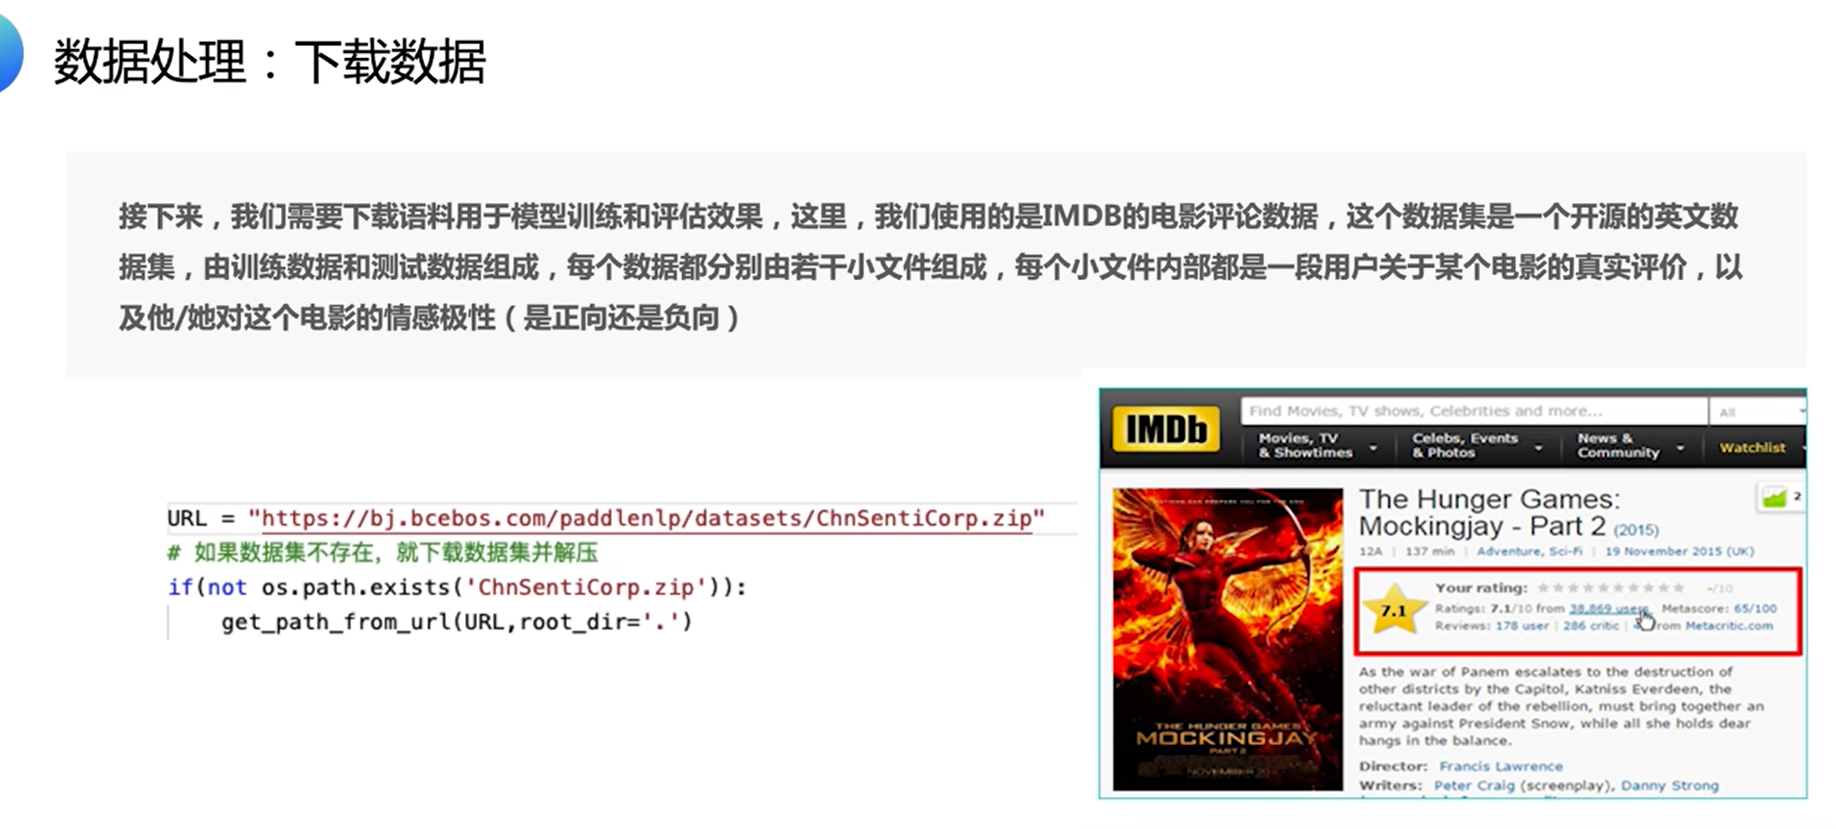 数据处理：下载数据
接下来，我们需要下载语料用于模型训练和评估效果，这里，我们使用的是IMDB的电影评论数据，这个数据集是一个开源的英文数
据集，由训练数据和测试数据组成，每个数据都分别由若干小文件组成，每个小文件内部都是一段用户关于某个电影的真实评价，以
及他/她对这个电影的情感极性（是正向还是负向）
URL = "https://bj.bcebos.com/paddlenlp/datasets/ChnSentiCorp.zip"
# 如果数据集不存在，就下载数据集并解压
if(not os.path.exists('ChnSentiCorp.zip')):
get_path_from_url(URL,root_dir='.')
IMDb
Find Movies, TV shows, Celebrities and more...
All
Movies, TV
& Showtimes
Celebs, Events
& Photos
News &
Community
Watchlist
The Hunger Games:
Mockingjay - Part 2 (2015)
2
12A | 137 min | Adventure, Sci-Fi | 19 November 2015 (UK)
Your rating: -/10
7.1
Ratings: 7.1/10 from 38,869 users Metascore: 65/100
Reviews: 178 user | 286 critic | from Metacritic.com
As the war of Panem escalates to the destruction of
other districts by the Capitol, Katniss Everdeen, the
reluctant leader of the rebellion, must bring together an
army against President Snow, while all she holds dear
hangs in the balance.
Director: Francis Lawrence
Writers: Peter Craig (screenplay), Danny Strong
THE HUNGER GAMES
MOCKINGJAY
PART 2
NOVEMBER 20